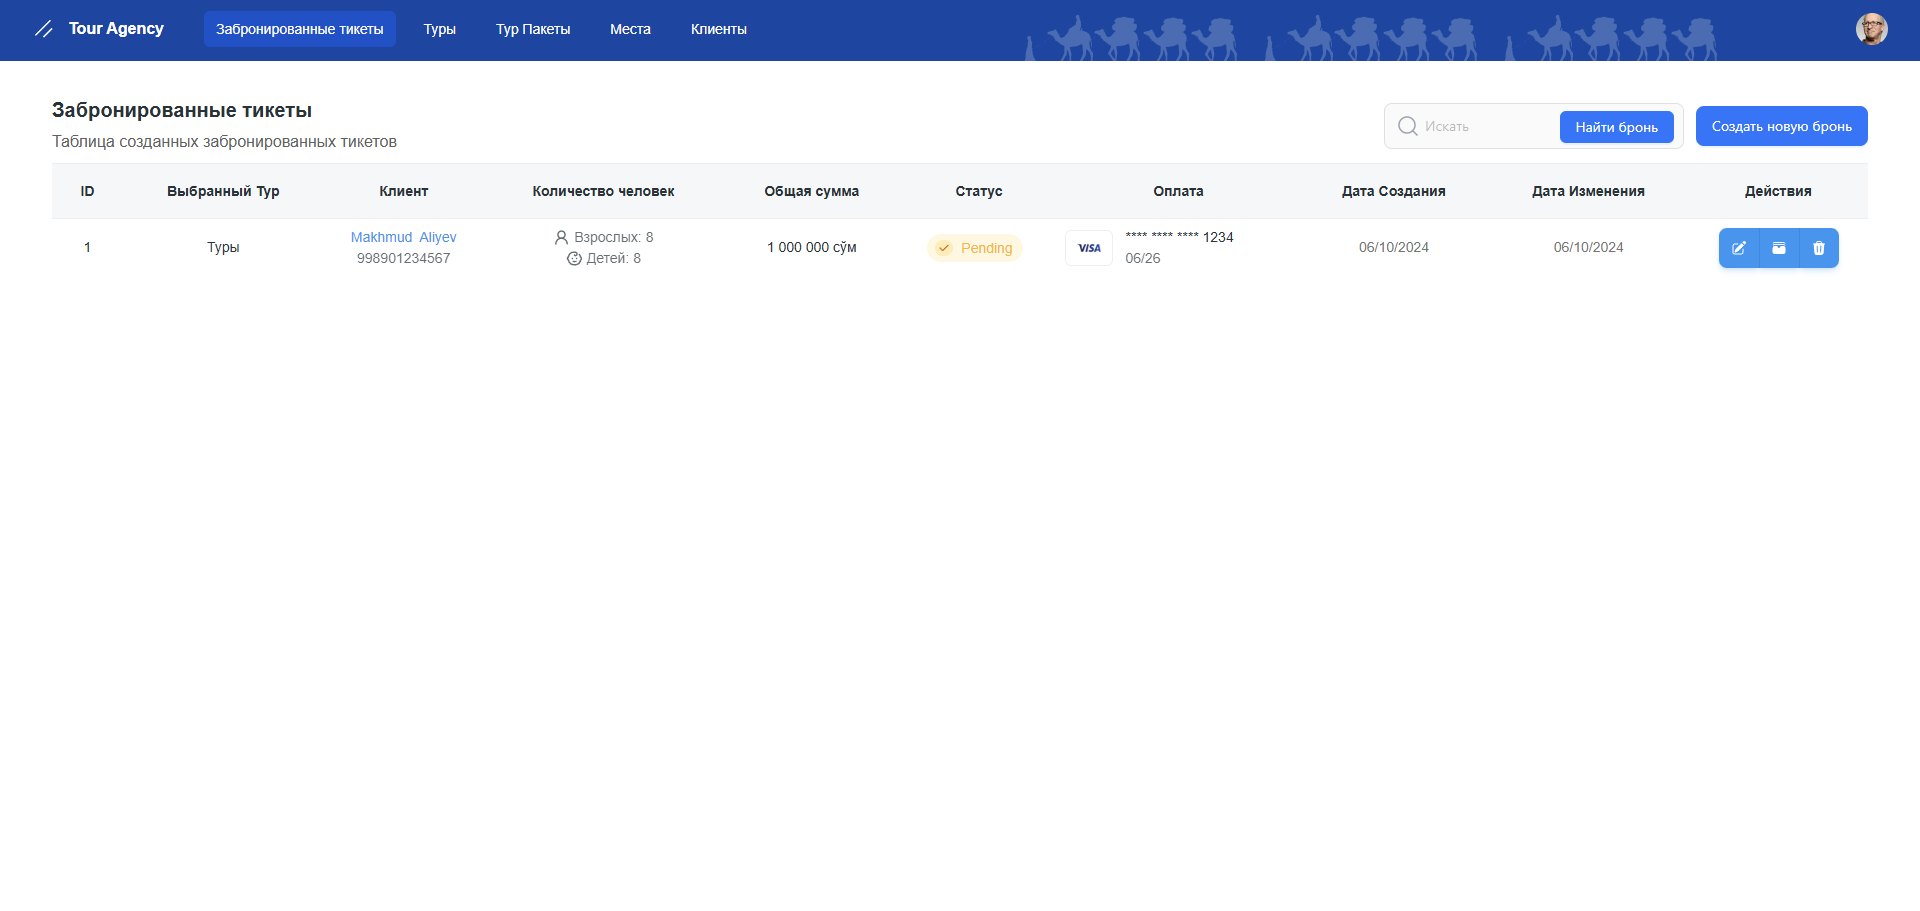 Tour Agency
Забронированные тикеты
Туры
Тур Пакеты
Места
Клиенты
Забронированные тикеты
Таблица созданных забронированных тикетов
Искать
Найти бронь
Создать новую бронь
ID
Выбранный Тур
Клиент
Количество человек
Общая сумма
Статус
Оплата
Дата Создания
Дата Изменения
Действия
1
Туры
Makhmud Aliyev
998901234567
Взрослых: 8
Детей: 8
1 000 000 сўм
Pending
VISA
**** **** **** 1234
06/26
06/10/2024
06/10/2024